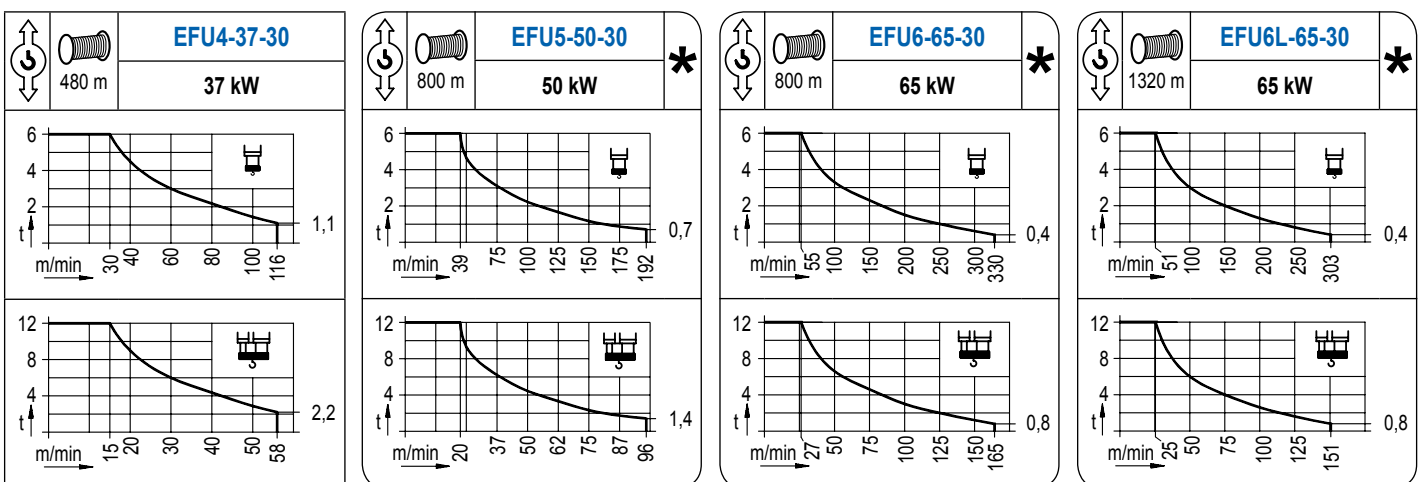 EFU4-37-30
480 m
37 kW
6
4
2
t
1,1
m/min
30 40 60 80 100 116
12
8
4
t
2,2
m/min
15 20 30 40 50 58
EFU5-50-30
*
800 m
50 kW
6
4
2
t
0,7
m/min
39 75 100 125 150 175 192
12
8
4
t
1,4
m/min
20 37 50 62 75 87 96
EFU6-65-30
*
800 m
65 kW
6
4
2
t
0,4
m/min
55 100 150 200 250 300 330
12
8
4
t
0,8
m/min
27 50 75 100 125 150 165
EFU6L-65-30
*
1320 m
65 kW
6
4
2
t
0,4
m/min
51 100 150 200 250 303
12
8
4
t
0,8
m/min
25 50 75 100 125 151